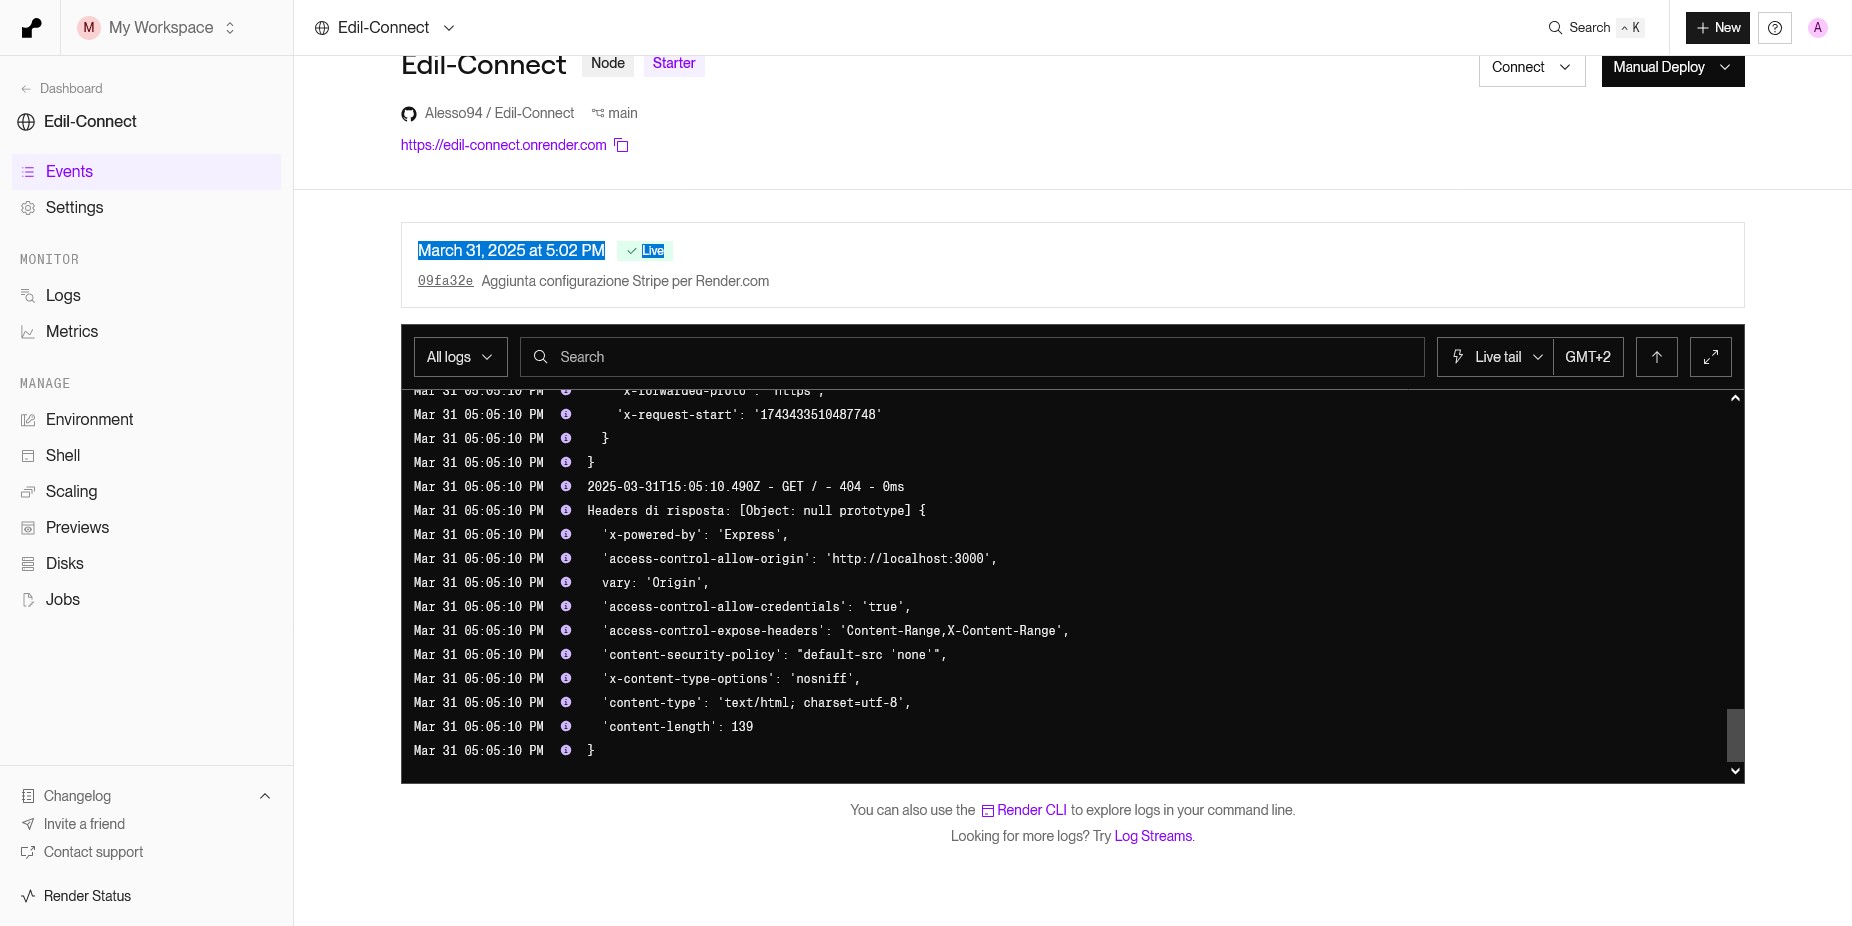 M My Workspace
Edil-Connect
Search ^ K
+ New
A
Dashboard
Edil-Connect
Events
Settings
MONITOR
Logs
Metrics
MANAGE
Environment
Shell
Scaling
Previews
Disks
Jobs
Changelog
Invite a friend
Contact support
Render Status
Edil-Connect Node Starter
Connect
Manual Deploy
Alesso94 / Edil-Connect main
https://edil-connect.onrender.com
March 31, 2025 at 5:02 PM Live
09fa32e Aggiunta configurazione Stripe per Render.com
All logs
Search
Live tail
GMT+2
Mar 31 05:05:10 PM 'x-forwarded-proto': 'https',
Mar 31 05:05:10 PM 'x-request-start': '1743433510487748'
Mar 31 05:05:10 PM }
Mar 31 05:05:10 PM }
Mar 31 05:05:10 PM 2025-03-31T15:05:10.490Z - GET / - 404 - 0ms
Mar 31 05:05:10 PM Headers di risposta: [Object: null prototype] {
Mar 31 05:05:10 PM 'x-powered-by': 'Express',
Mar 31 05:05:10 PM 'access-control-allow-origin': 'http://localhost:3000',
Mar 31 05:05:10 PM vary: 'Origin',
Mar 31 05:05:10 PM 'access-control-allow-credentials': 'true',
Mar 31 05:05:10 PM 'access-control-expose-headers': 'Content-Range,X-Content-Range',
Mar 31 05:05:10 PM 'content-security-policy': "default-src 'none'",
Mar 31 05:05:10 PM 'x-content-type-options': 'nosniff',
Mar 31 05:05:10 PM 'content-type': 'text/html; charset=utf-8',
Mar 31 05:05:10 PM 'content-length': 139
Mar 31 05:05:10 PM }
You can also use the Render CLI to explore logs in your command line.
Looking for more logs? Try Log Streams.